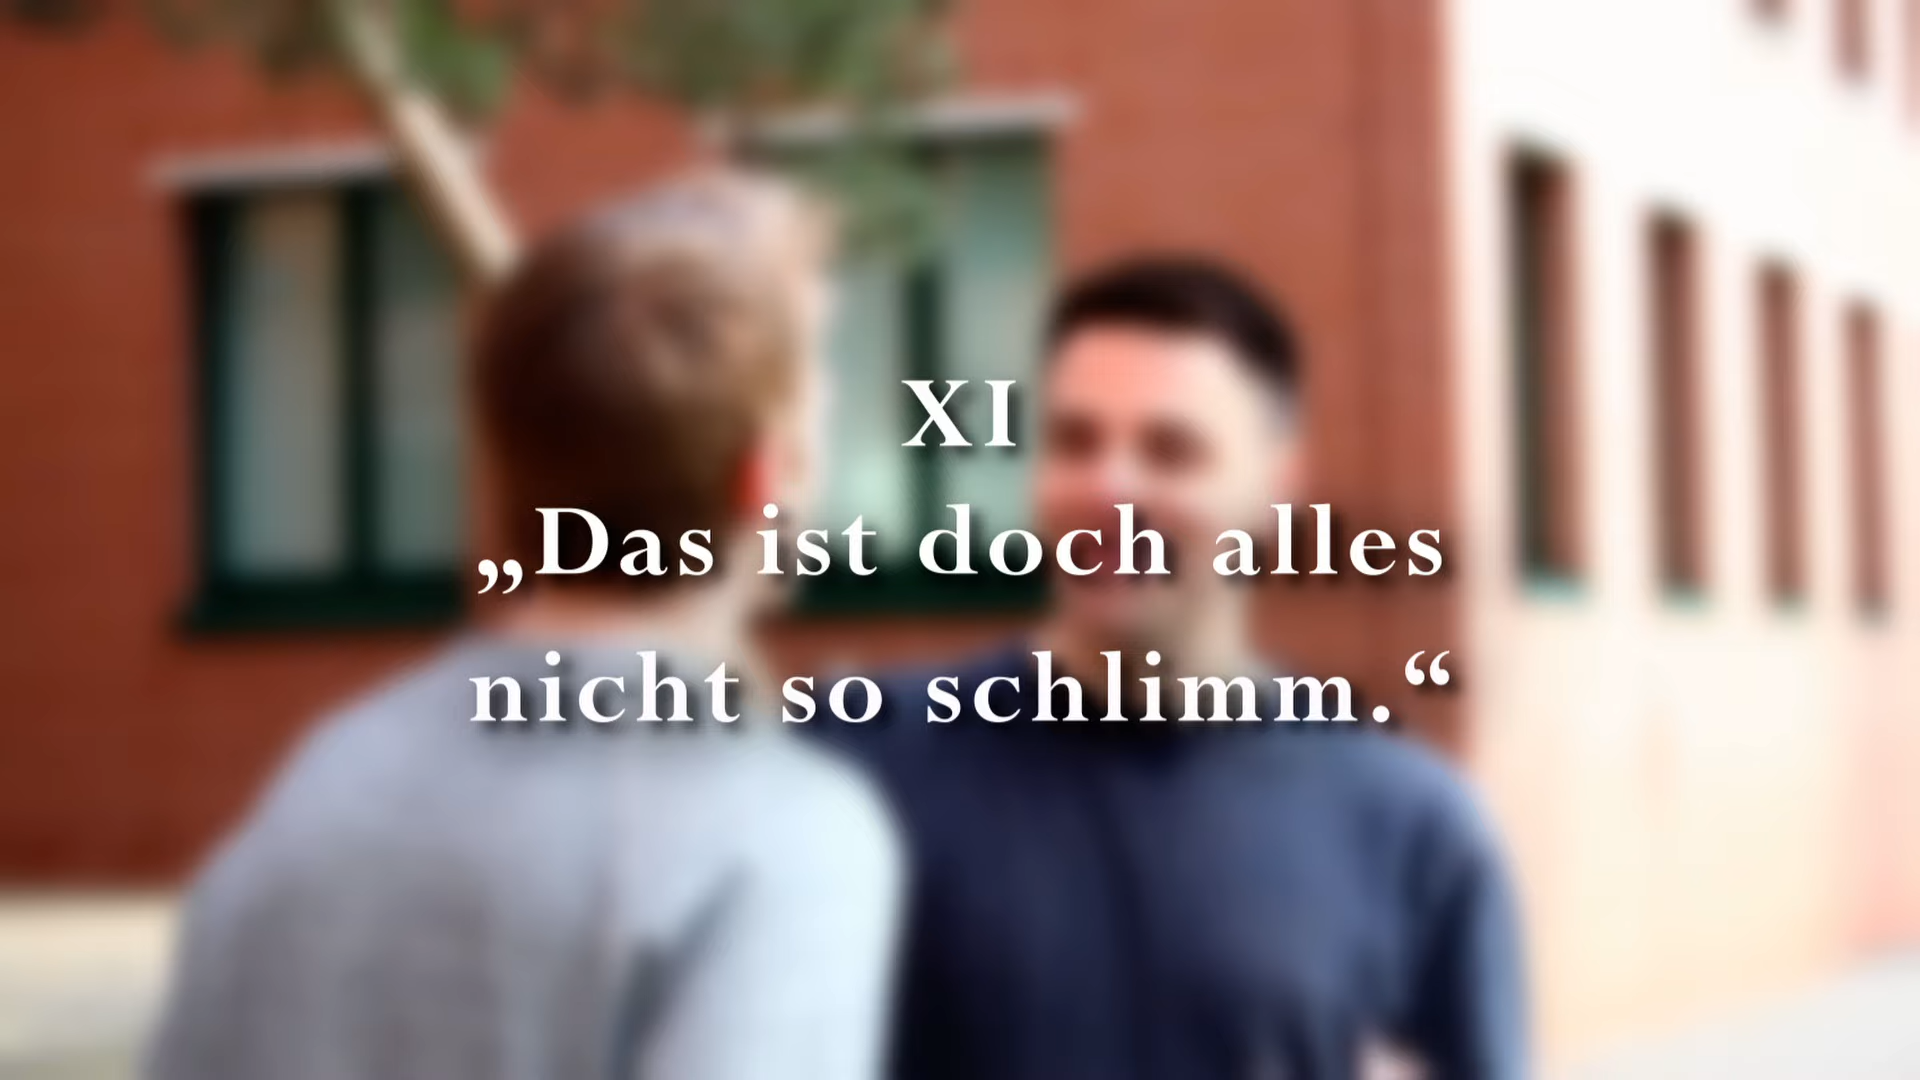 XI
„Das ist doch alles
nicht so schlimm.“